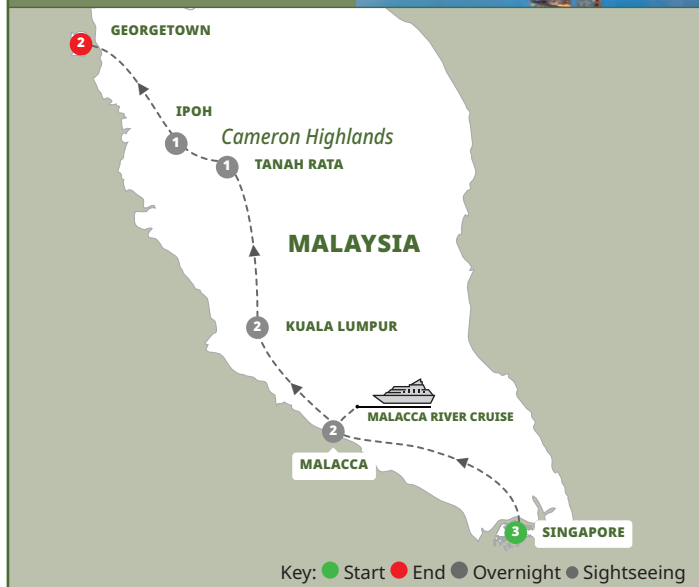 GEORGETOWN
2
IPOH
1
Cameron Highlands
1
TANAH RATA
MALAYSIA
2
KUALA LUMPUR
MALACCA RIVER CRUISE
2
MALACCA
3
SINGAPORE
Key: Start End Overnight Sightseeing